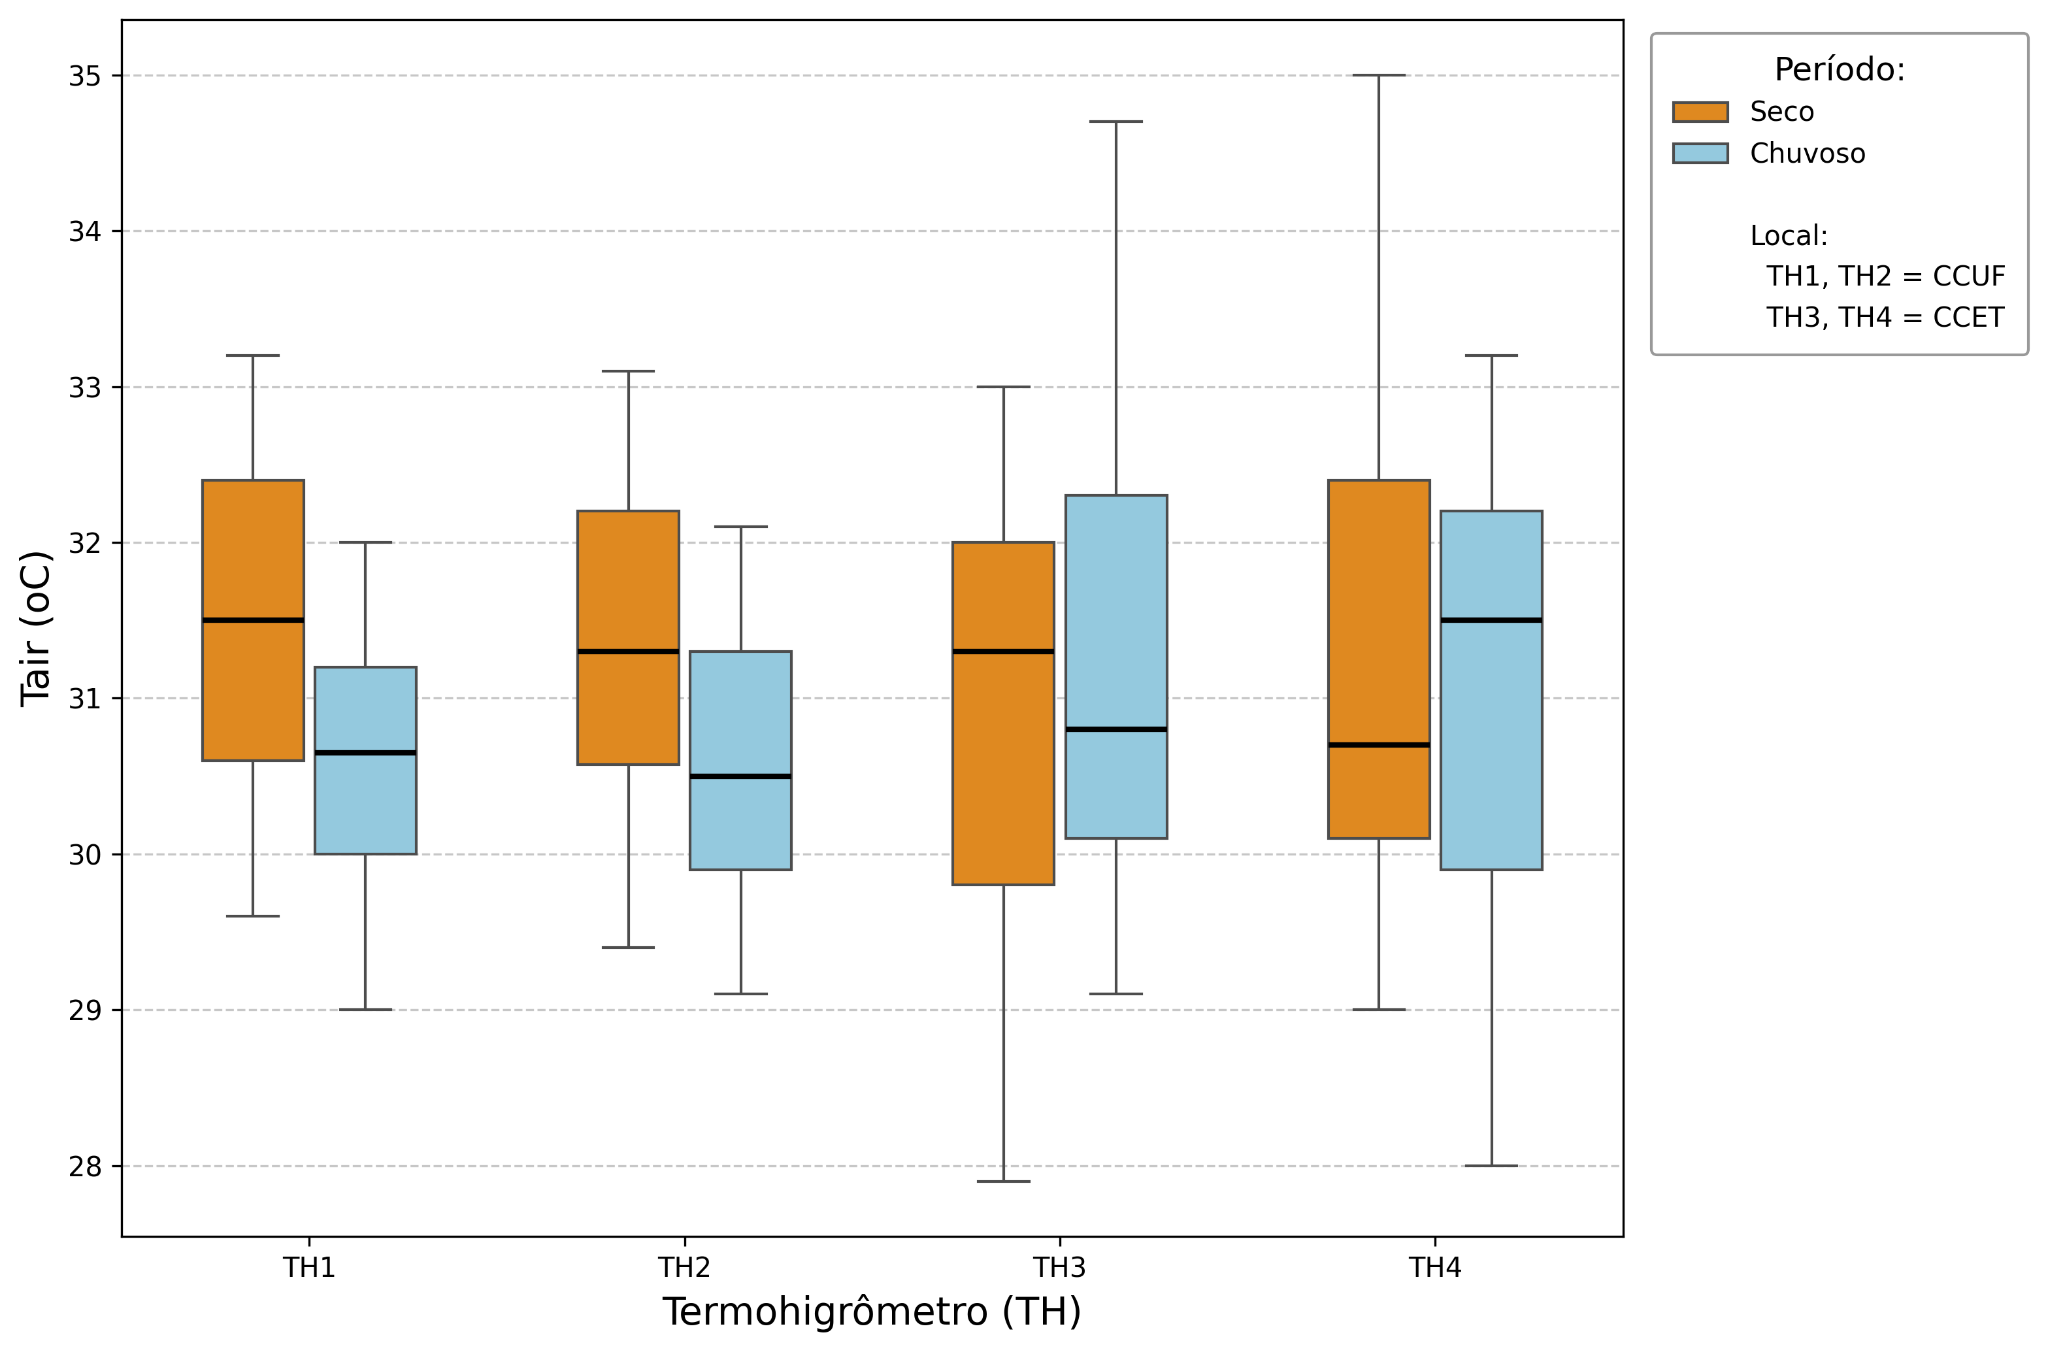 35
34
33
32
31
30
29
28
Tair (oC)
TH1 TH2 TH3 TH4
Termohigrômetro (TH)
Período:
Seco
Chuvoso
Local:
TH1, TH2 = CCUF
TH3, TH4 = CCET